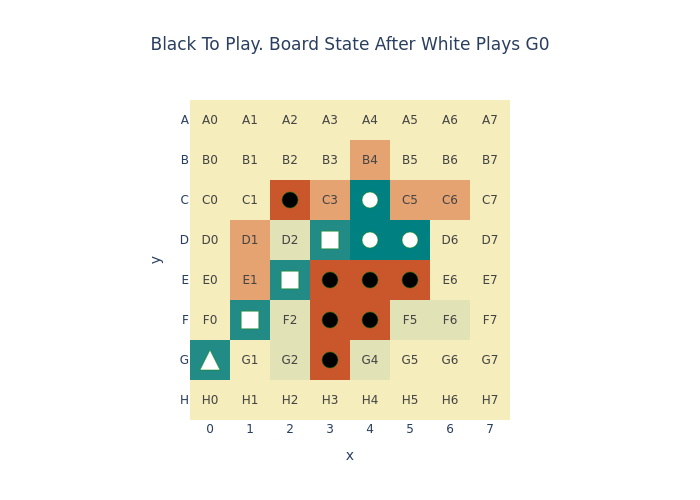 Black To Play. Board State After White Plays G0
A A0 A1 A2 A3 A4 A5 A6 A7
B B0 B1 B2 B3 B4 B5 B6 B7
C C0 C1 C3 C5 C6 C7
D D0 D1 D2 D6 D7
y
E E0 E1 E6 E7
F F0 F2 F5 F6 F7
G G1 G2 G4 G5 G6 G7
H H0 H1 H2 H3 H4 H5 H6 H7
0 1 2 3 4 5 6 7
x